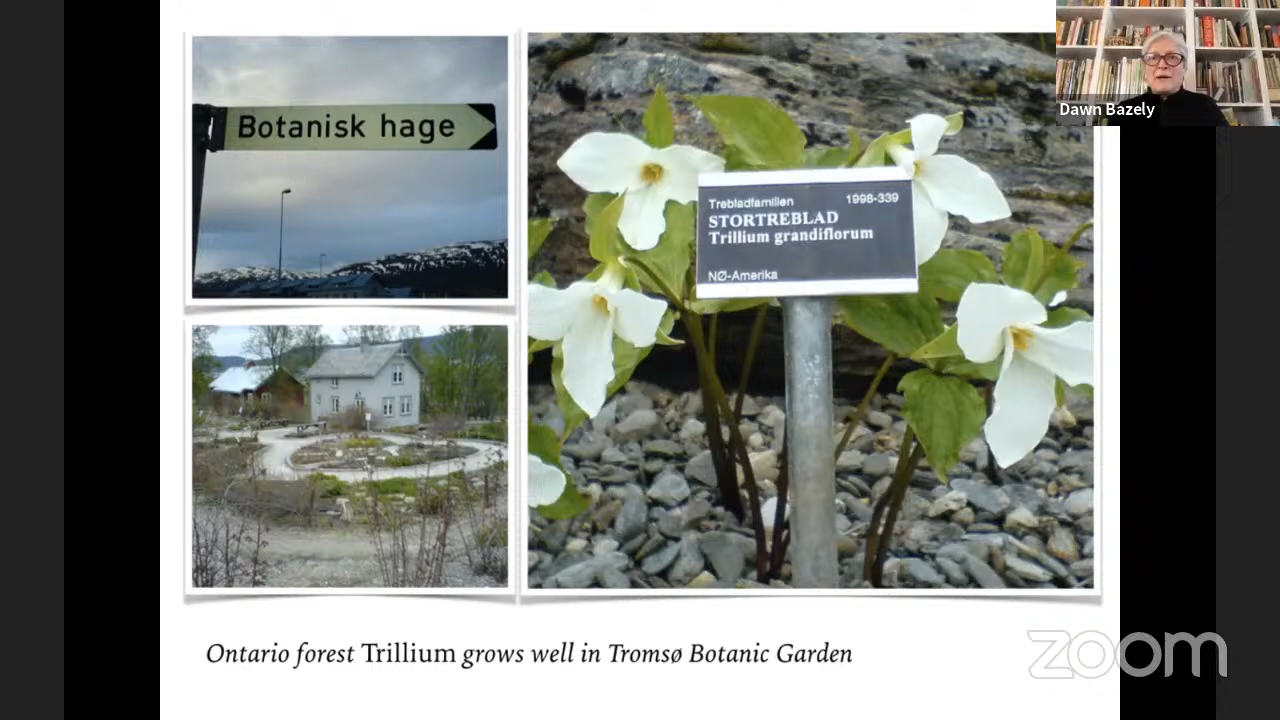 Botanisk hage
Trebladfamilien 1998-339
STORTREBLAD
Trillium grandiflorum
NØ-Amerika
Dawn Bazely
Ontario forest Trillium grows well in Tromsø Botanic Garden
zoom